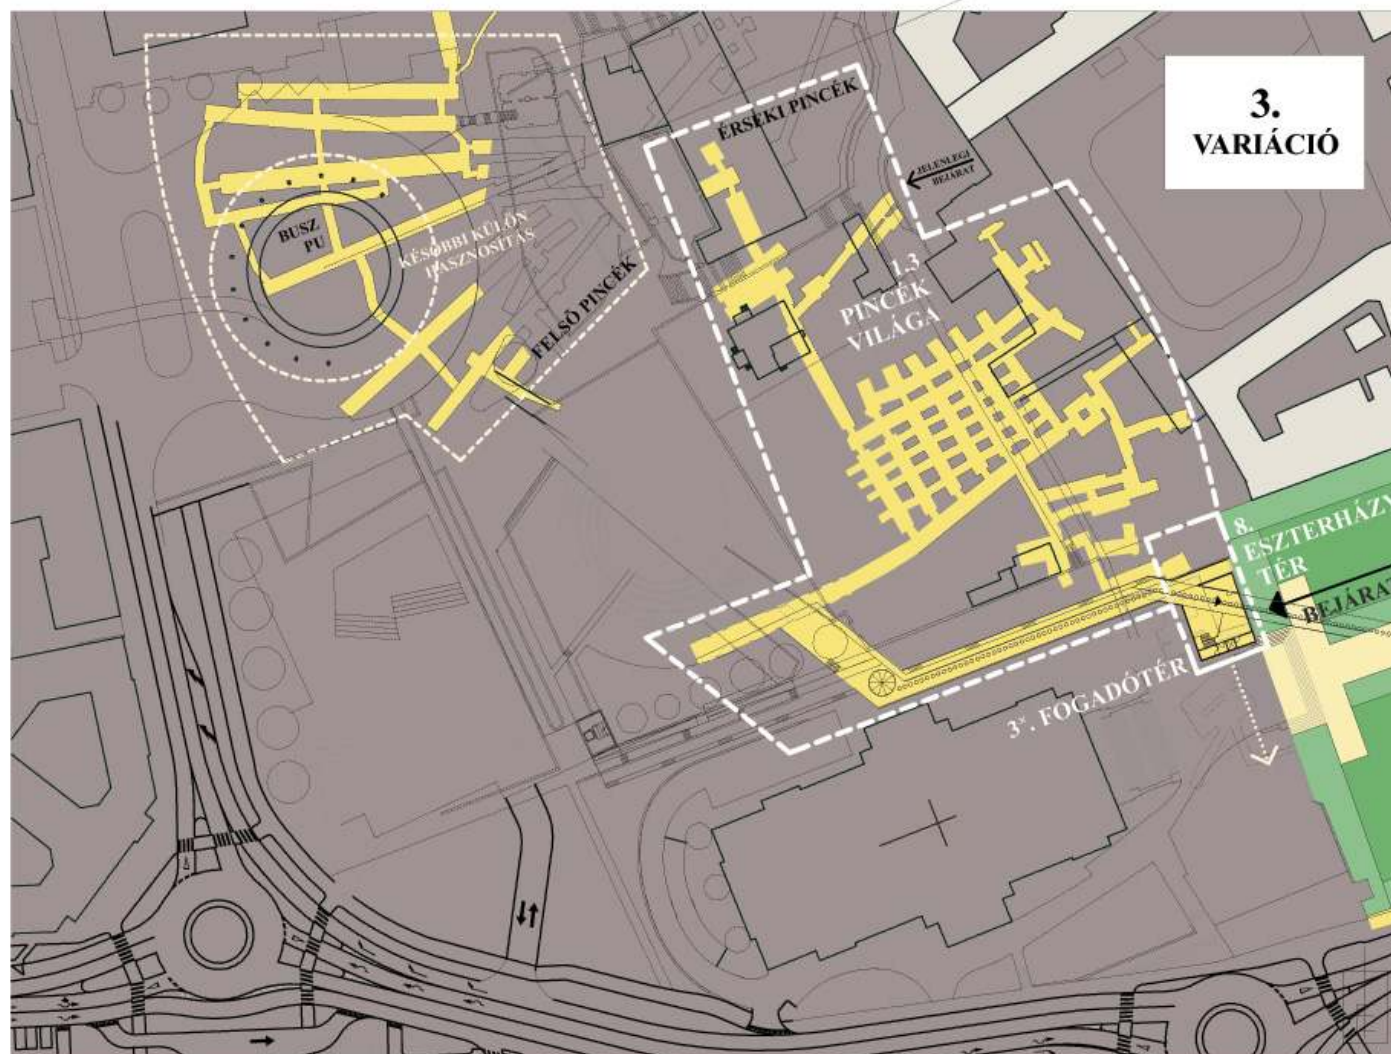 3.
VARIÁCIÓ
ÉRSEKI PINCÉK
JELENLEGI
BEJÁRAT
BUSZ
PU
KÉSŐBBI KÜLÖN
HASZNOSÍTÁS
FELSŐ PINCÉK
1.3
PINCÉK
VILÁGA
8.
ESZTERHÁZY
TÉR
BEJÁRAT
3*. FOGADÓTÉR